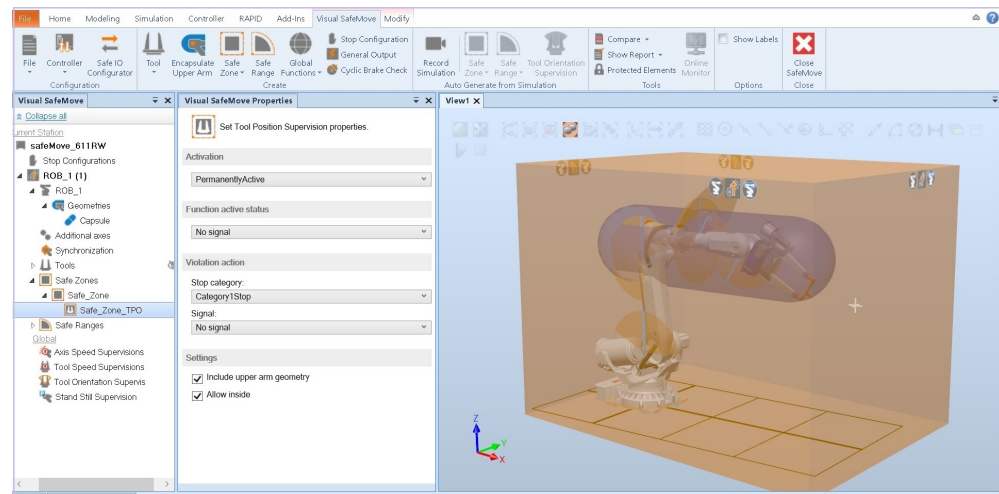 File Home Modeling Simulation Controller RAPID Add-Ins Visual SafeMove Modify
Stop Configuration
General Output
Cyclic Brake Check
Compare
Show Report
Protected Elements
Show Labels
File Controller Safe IO Configurator
Tool Encapsulate Upper Arm Safe Zone Safe Range Global Functions
Record Simulation Safe Zone Safe Range Tool Orientation Supervision
Online Monitor
Close SafeMove
Configuration Create Auto Generate from Simulation Tools Options Close
Visual SafeMove
Collapse all
urrent Station
safeMove_611RW
Stop Configurations
ROB_1 (1)
ROB_1
Geometries
Capsule
Additional axes
Synchronization
Tools
Safe Zones
Safe_Zone
Safe_Zone_TPO
Safe Ranges
Global
Axis Speed Supervisions
Tool Speed Supervisions
Tool Orientation Supervis
Stand Still Supervision
Visual SafeMove Properties
Set Tool Position Supervision properties.
Activation
PermanentlyActive
Function active status
No signal
Violation action
Stop category:
Category1Stop
Signal:
No signal
Settings
Include upper arm geometry
Allow inside
View1
Z
Y
X